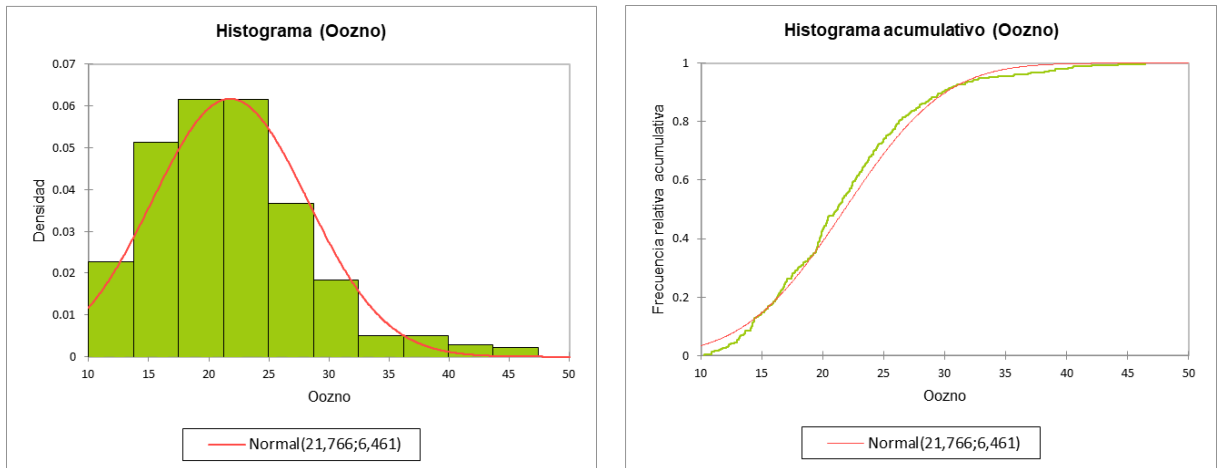 Histograma (Oozno)
0.07
0.06
0.05
0.04
0.03
0.02
0.01
0
Densidad
10 15 20 25 30 35 40 45 50
Oozno
Normal(21,766;6,461)
Histograma acumulativo (Oozno)
1
0.8
0.6
0.4
0.2
0
Frecuencia relativa acumulativa
10 15 20 25 30 35 40 45 50
Oozno
Normal(21,766;6,461)